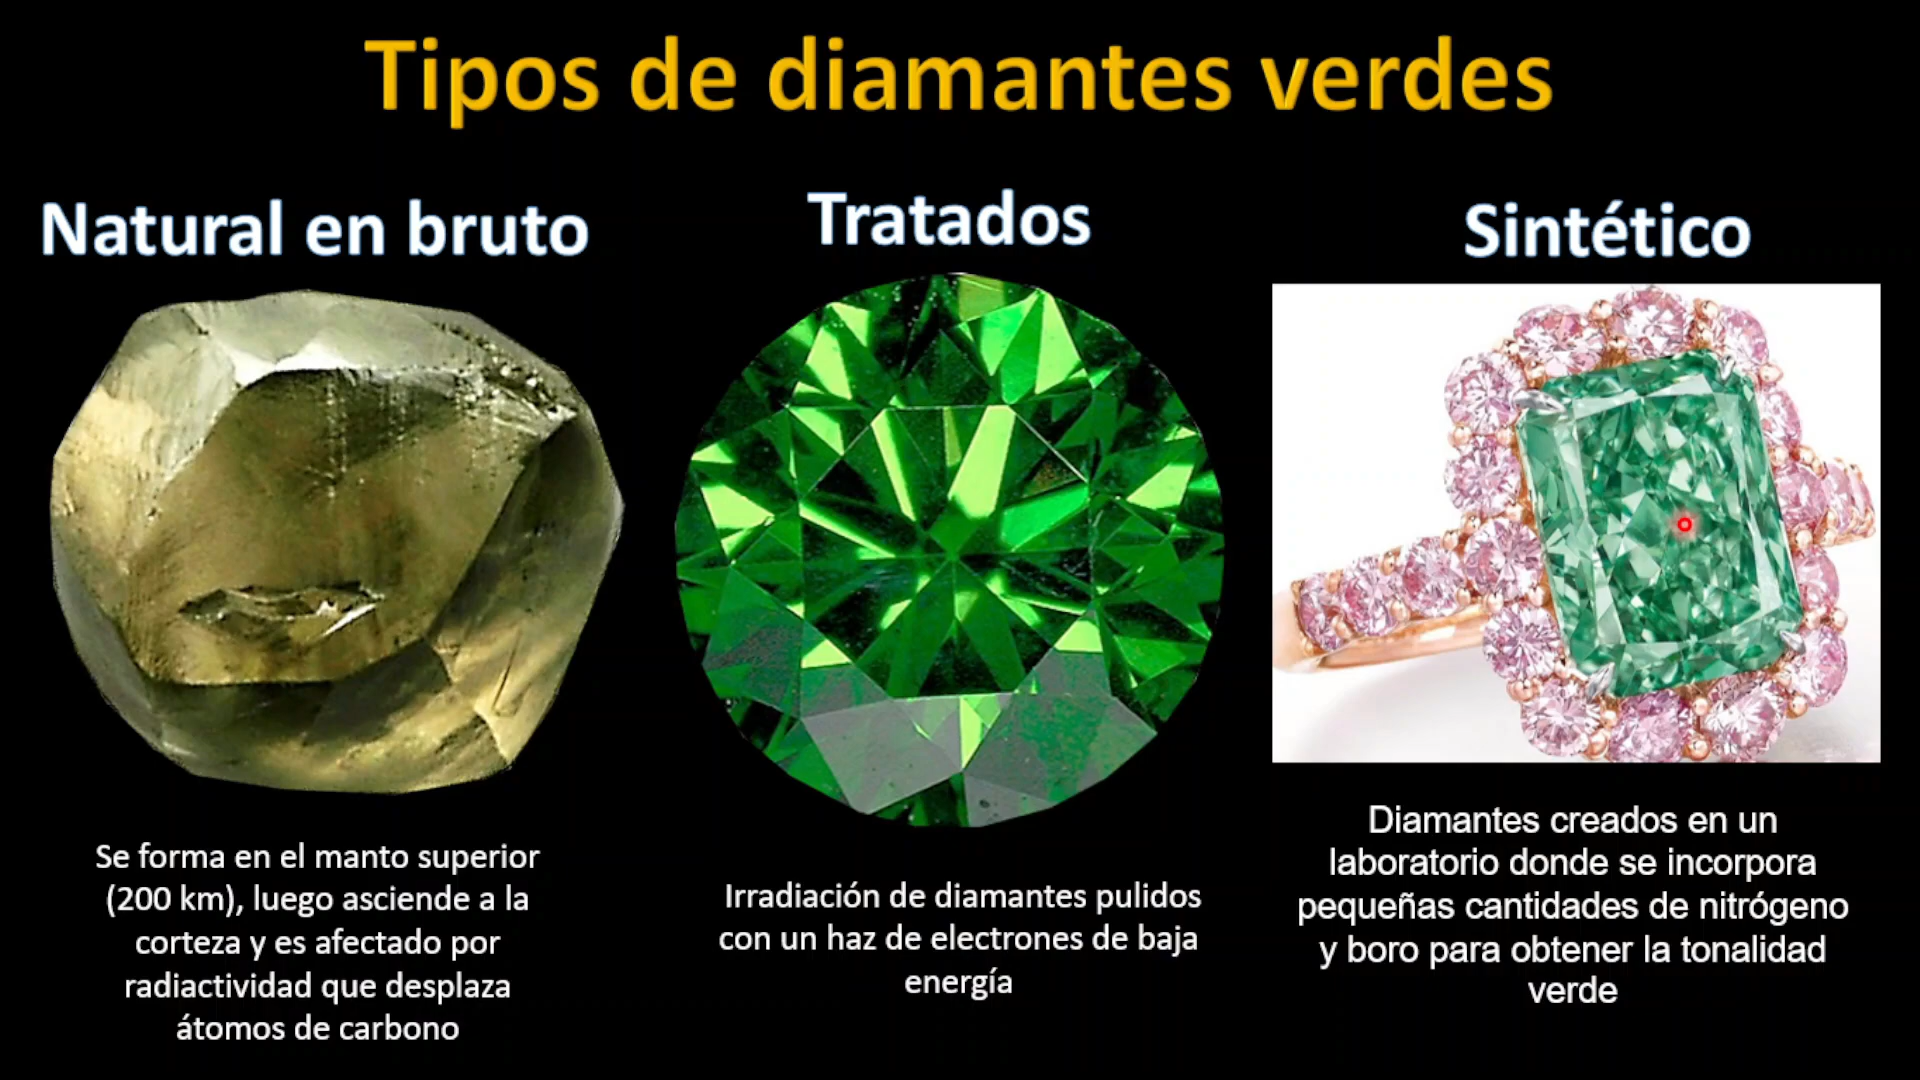 Tipos de diamantes verdes
Natural en bruto
Se forma en el manto superior
(200 km), luego asciende a la
corteza y es afectado por
radiactividad que desplaza
átomos de carbono
Tratados
Irradiación de diamantes pulidos
con un haz de electrones de baja
energía
Sintético
Diamantes creados en un
laboratorio donde se incorpora
pequeñas cantidades de nitrógeno
y boro para obtener la tonalidad
verde